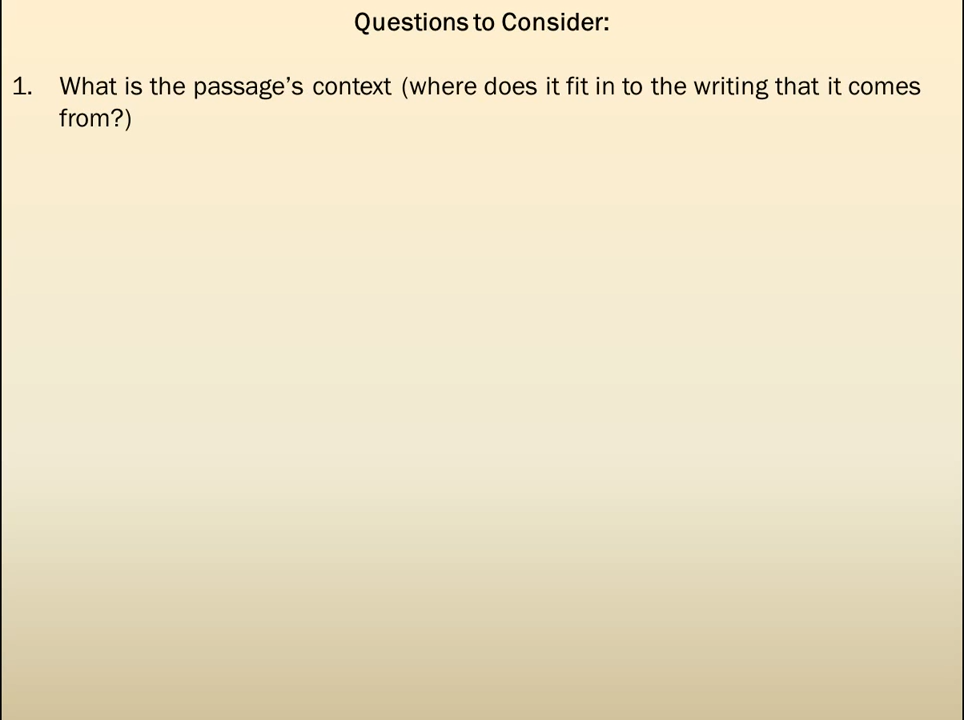 Questions to Consider:
1. What is the passage’s context (where does it fit in to the writing that it comes
from?)